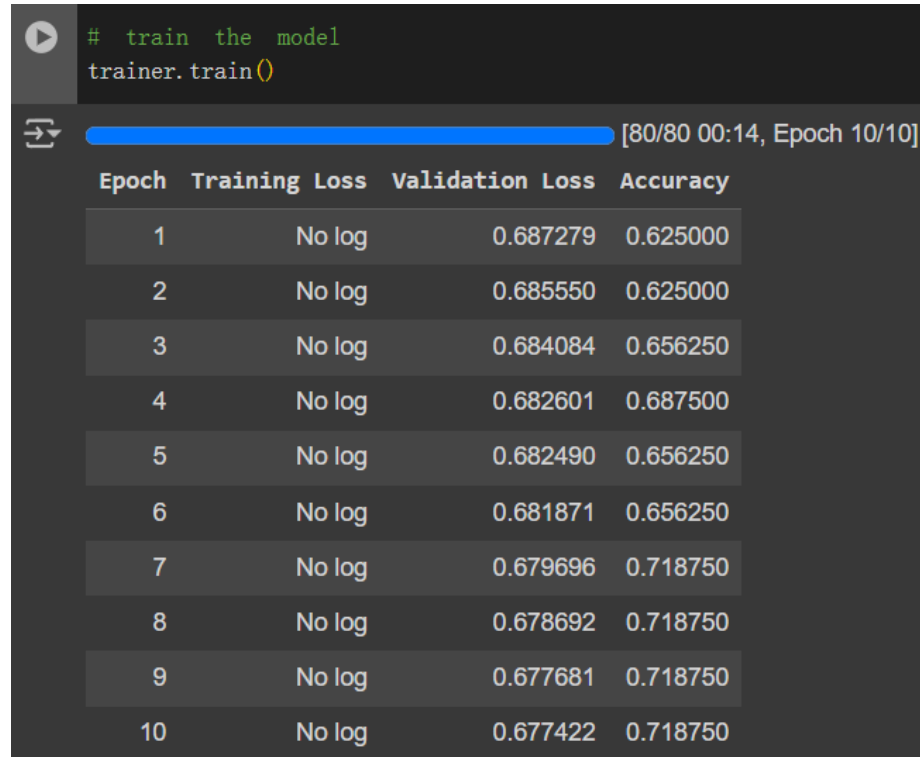 # train the model
trainer.train()
[80/80 00:14, Epoch 10/10]
Epoch Training Loss Validation Loss Accuracy
1 No log 0.687279 0.625000
2 No log 0.685550 0.625000
3 No log 0.684084 0.656250
4 No log 0.682601 0.687500
5 No log 0.682490 0.656250
6 No log 0.681871 0.656250
7 No log 0.679696 0.718750
8 No log 0.678692 0.718750
9 No log 0.677681 0.718750
10 No log 0.677422 0.718750